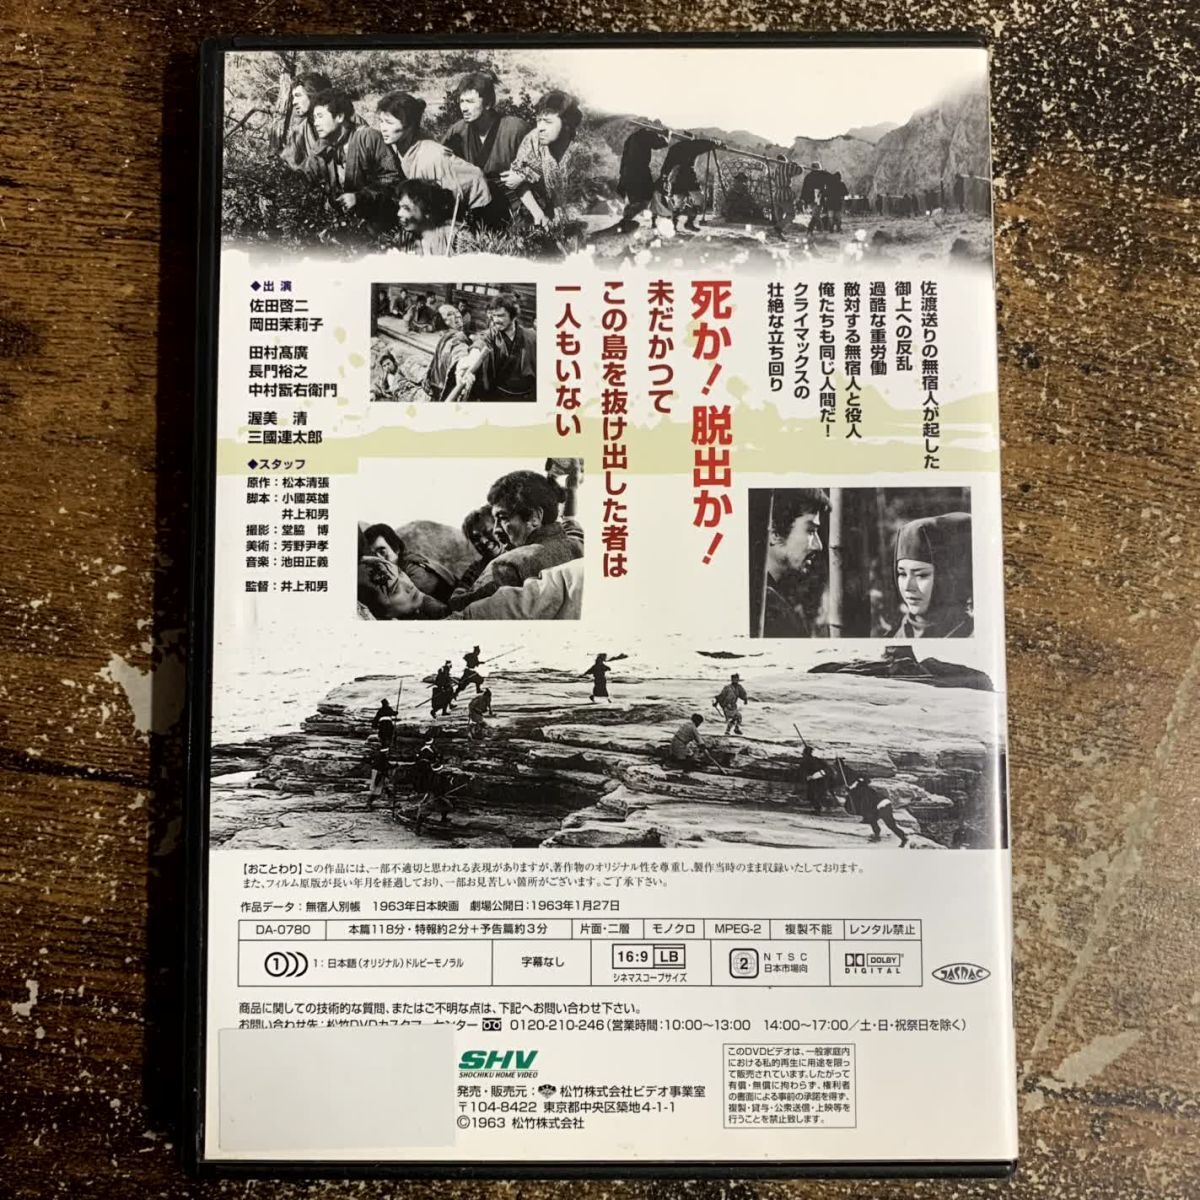 佐渡送りの無宿人が起した
御上への反乱
過酷な重労働
敵対する無宿人と役人
俺たちも同じ人間だ!
クライマックスの
壮絶な立ち回り
死か!脱出か!
未だかつて
この島を抜け出した者は
一人もいない
◆出演
佐田啓二
岡田茉莉子
田村高廣
長門裕之
中村翫右衛門
渥美 清
三國連太郎
◆スタッフ
原作:松本清張
脚本:小國英雄
井上和男
撮影:堂脇 博
美術:芳野尹孝
音楽:池田正義
監督:井上和男
【おことわり】この作品には、一部不適切と思われる表現がありますが、著作物のオリジナル性を尊重し、製作当時のまま収録いたしております。
また、フィルム原版が長い年月を経過しており、一部お見苦しい箇所がございます。ご了承下さい。
作品データ:無宿人別帳 1963年日本映画 劇場公開日:1963年1月27日
DA-0780 本篇118分・特報約2分+予告篇約3分 片面・二層 モノクロ MPEG-2 複製不能 レンタル禁止
1 1:日本語(オリジナル)ドルビーモノラル 字幕なし 16:9 LB シネマスコープサイズ 2 NTSC 日本市場向 DOLBY DIGITAL
JASRAC
商品に関しての技術的な質問、またはご不明な点は、下記へお問い合わせ下さい。
お問い合わせ先:松竹DVDカスタマーセンター 0120-210-246(営業時間:10:00〜13:00 14:00〜17:00/土・日・祝祭日を除く)
SHV
SHOCHIKU HOME VIDEO
発売・販売元: 松竹株式会社ビデオ事業室
〒104-8422 東京都中央区築地4-1-1
©1963 松竹株式会社
このDVDビデオは、一般家庭内
における私的再生に用途を限っ
て販売されています。したがって
有償・無償に拘わらず、権利者
の書面による事前の承諾を得ず、
複製・貸与・公衆送信・上映等を
行うことを禁止致します。